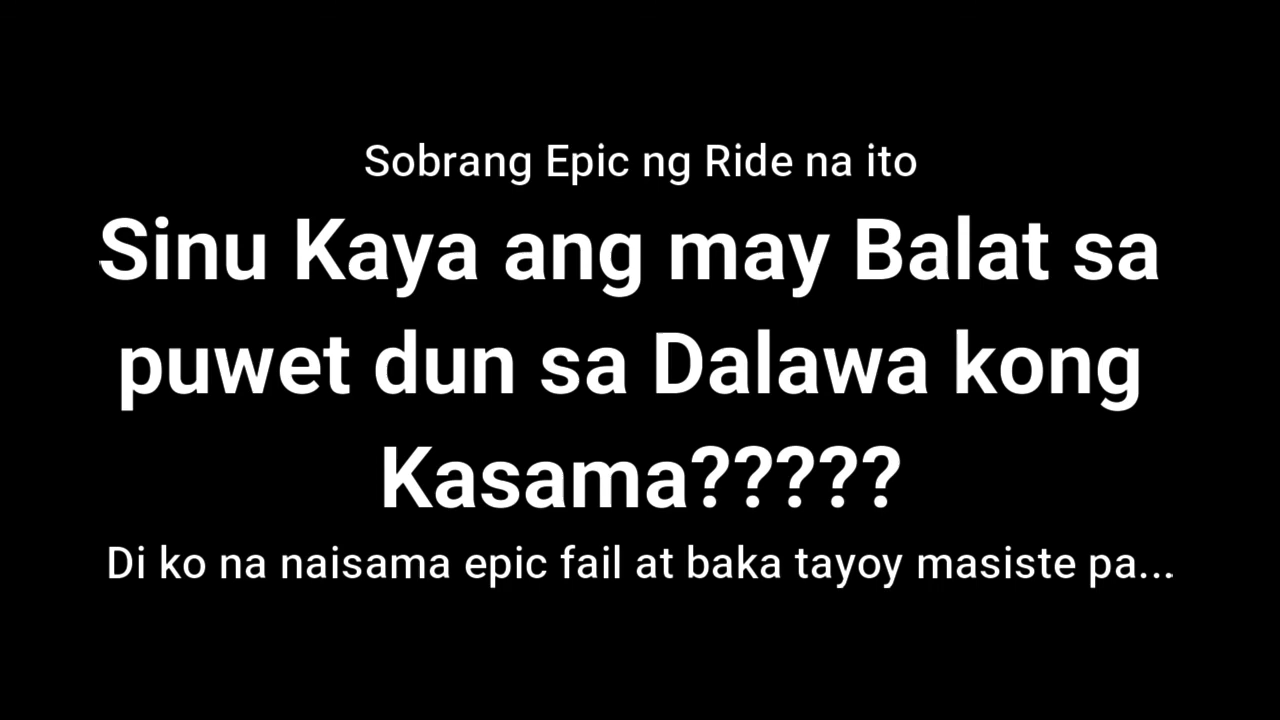 Sobrang Epic ng Ride na ito
Sinu Kaya ang may Balat sa
puwet dun sa Dalawa kong
Kasama?????
Di ko na naisama epic fail at baka tayoy masiste pa...